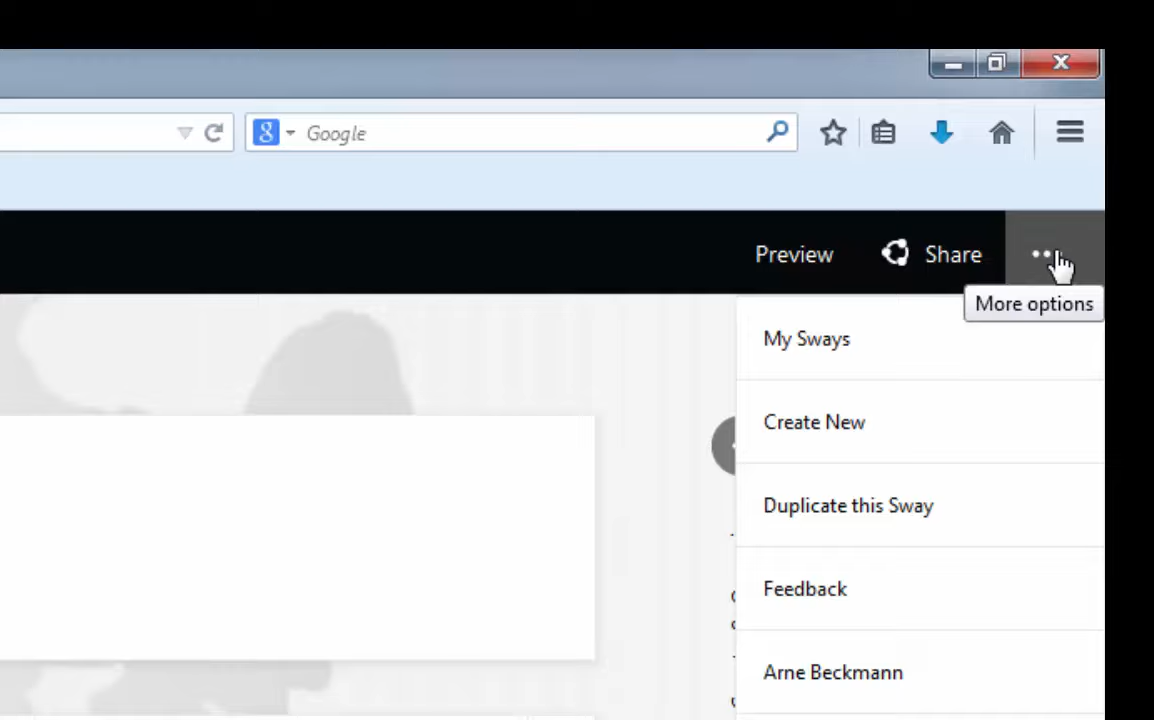 Google
Preview
Share
More options
My Sways
Create New
Duplicate this Sway
Feedback
Arne Beckmann